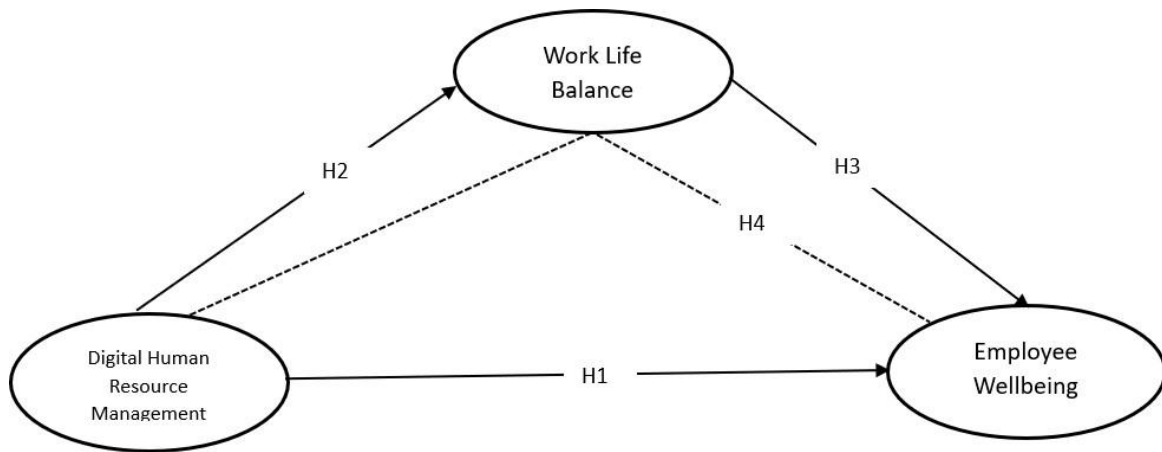 Work Life
Balance
H2
H3
H4
Digital Human
Resource
Management
H1
Employee
Wellbeing